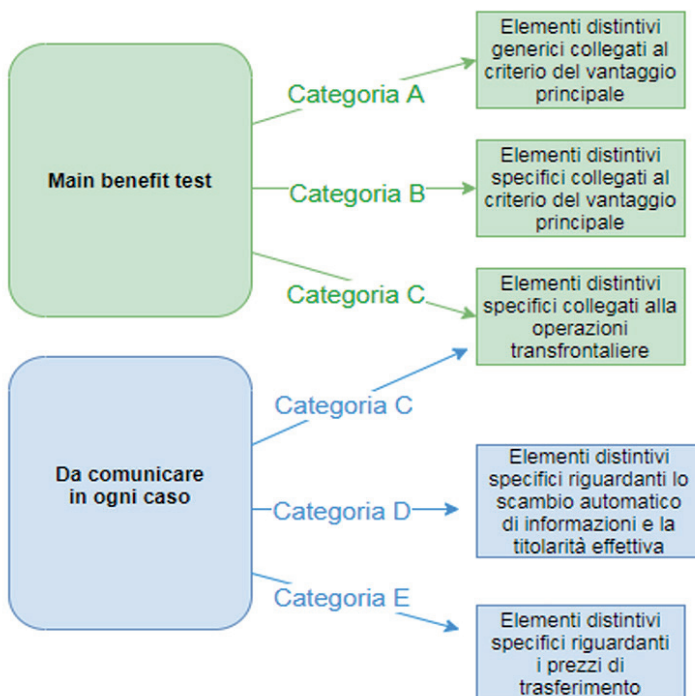 Main benefit test
Categoria A
Elementi distintivi
generici collegati al
criterio del vantaggio
principale
Categoria B
Elementi distintivi
specifici collegati al
criterio del vantaggio
principale
Categoria C
Elementi distintivi
specifici collegati alla
operazioni
transfrontaliere
Da comunicare
in ogni caso
Categoria C
Categoria D
Elementi distintivi
specifici riguardanti lo
scambio automatico
di informazioni e la
titolarità effettiva
Categoria E
Elementi distintivi
specifici riguardanti
i prezzi di
trasferimento